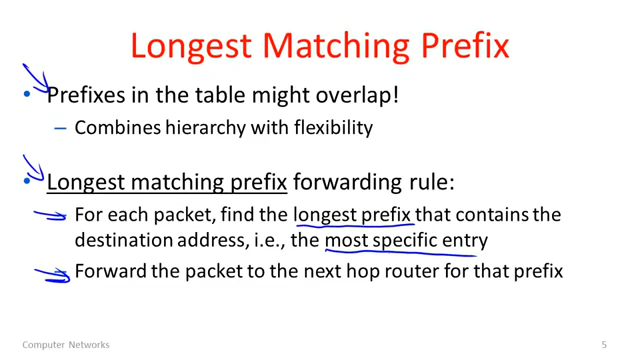 Longest Matching Prefix
• Prefixes in the table might overlap!
– Combines hierarchy with flexibility
• Longest matching prefix forwarding rule:
– For each packet, find the longest prefix that contains the
destination address, i.e., the most specific entry
– Forward the packet to the next hop router for that prefix
Computer Networks
5